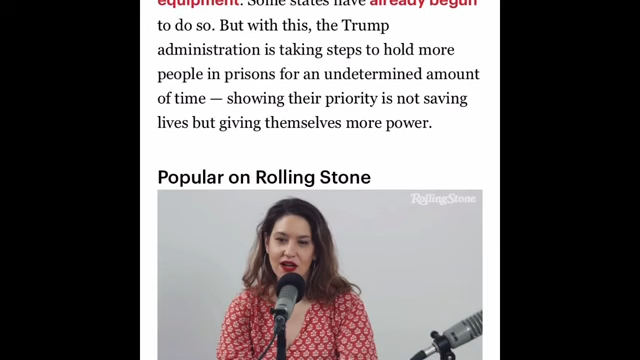 equipment. Some states have already begun
to do so. But with this, the Trump
administration is taking steps to hold more
people in prisons for an undetermined amount
of time — showing their priority is not saving
lives but giving themselves more power.
Popular on Rolling Stone
RollingStone